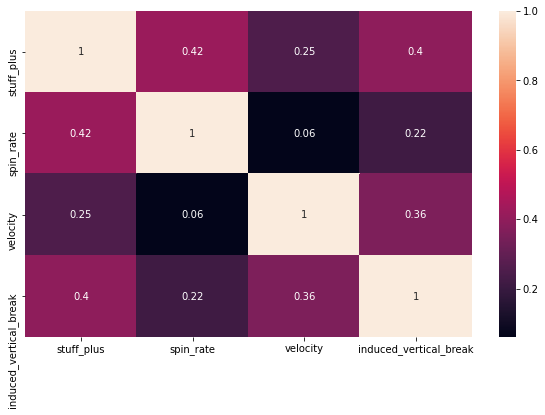 stuff_plus 1 0.42 0.25 0.4
spin_rate 0.42 1 0.06 0.22
velocity 0.25 0.06 1 0.36
induced_vertical_break 0.4 0.22 0.36 1
stuff_plus spin_rate velocity induced_vertical_break
1.0
0.8
0.6
0.4
0.2